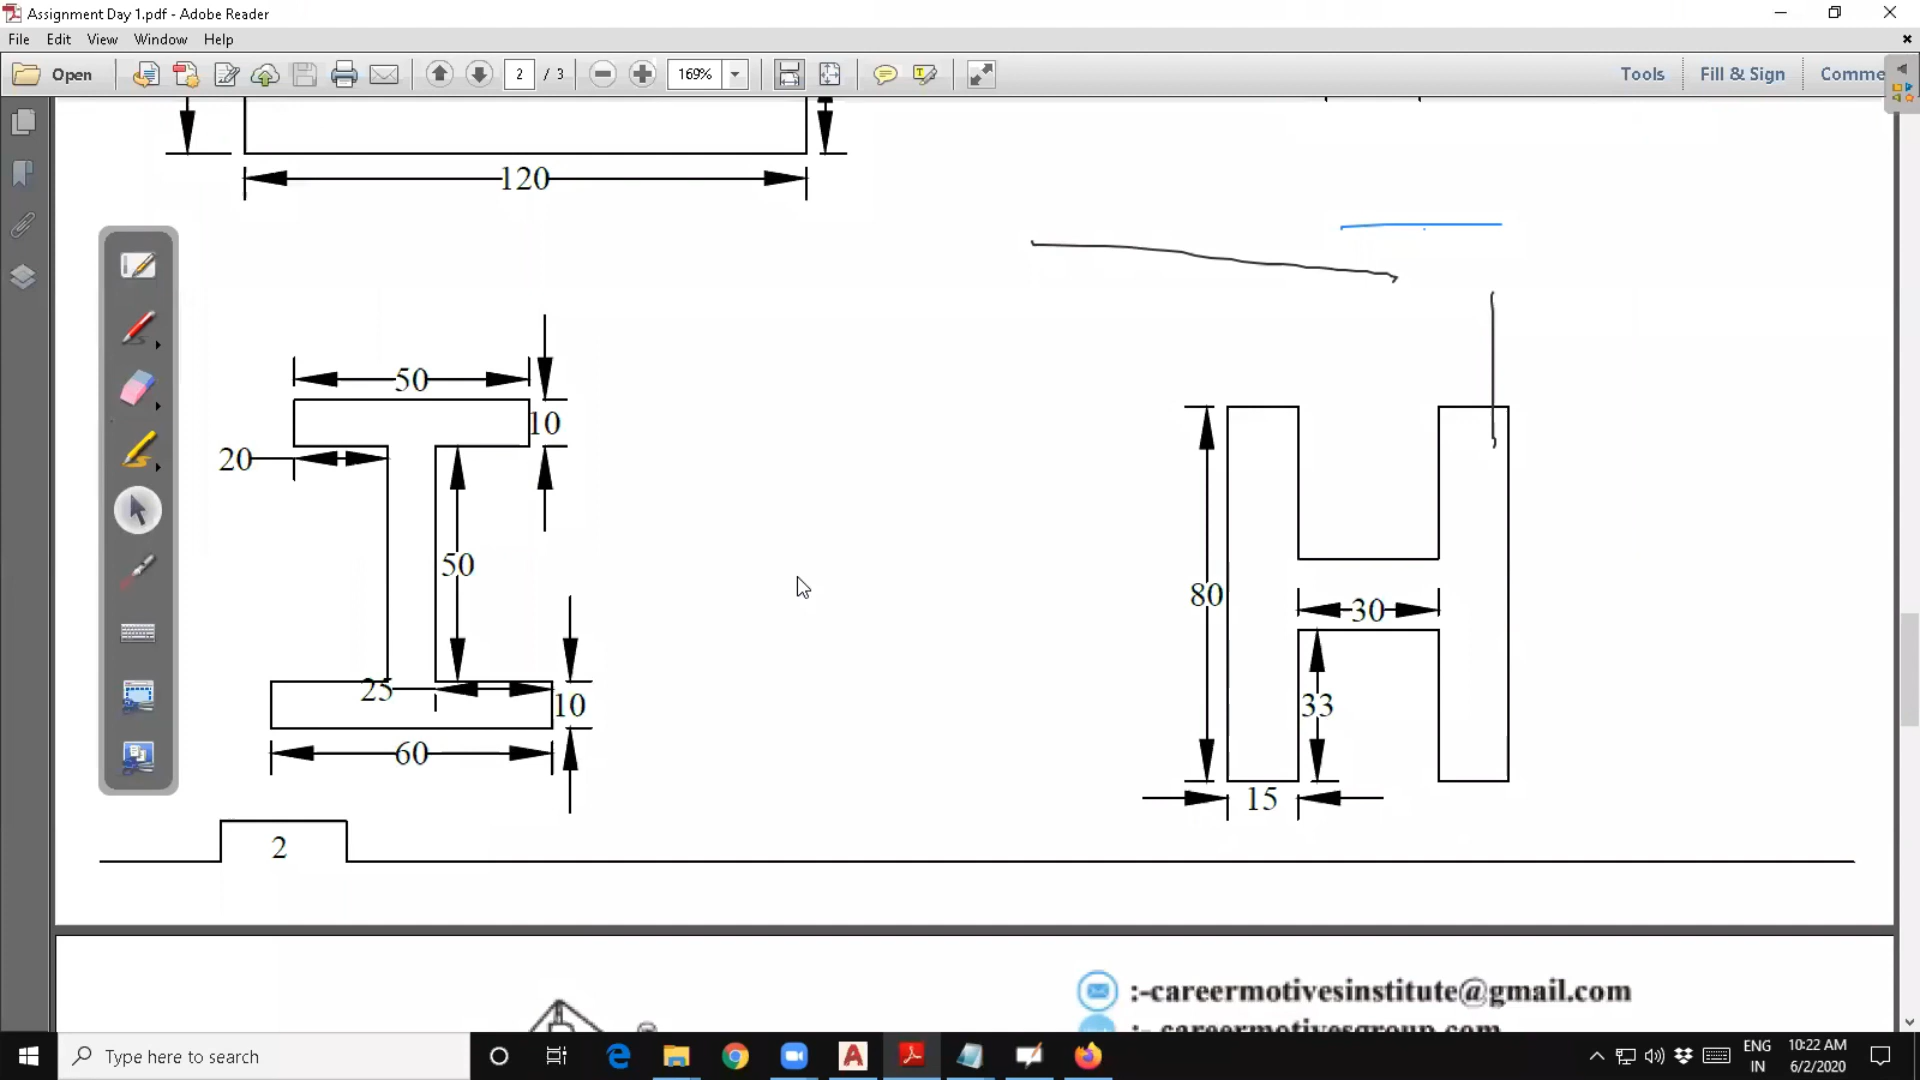 Assignment Day 1.pdf - Adobe Reader
File Edit View Window Help
Open 2 / 3 169% Tools Fill & Sign Comme
120
50
10
20
50
25
10
60
80
30
33
15
2
:-careermotivesinstitute@gmail.com
:- careermotivesgroup.com
Type here to search
ENG
IN
10:22 AM
6/2/2020